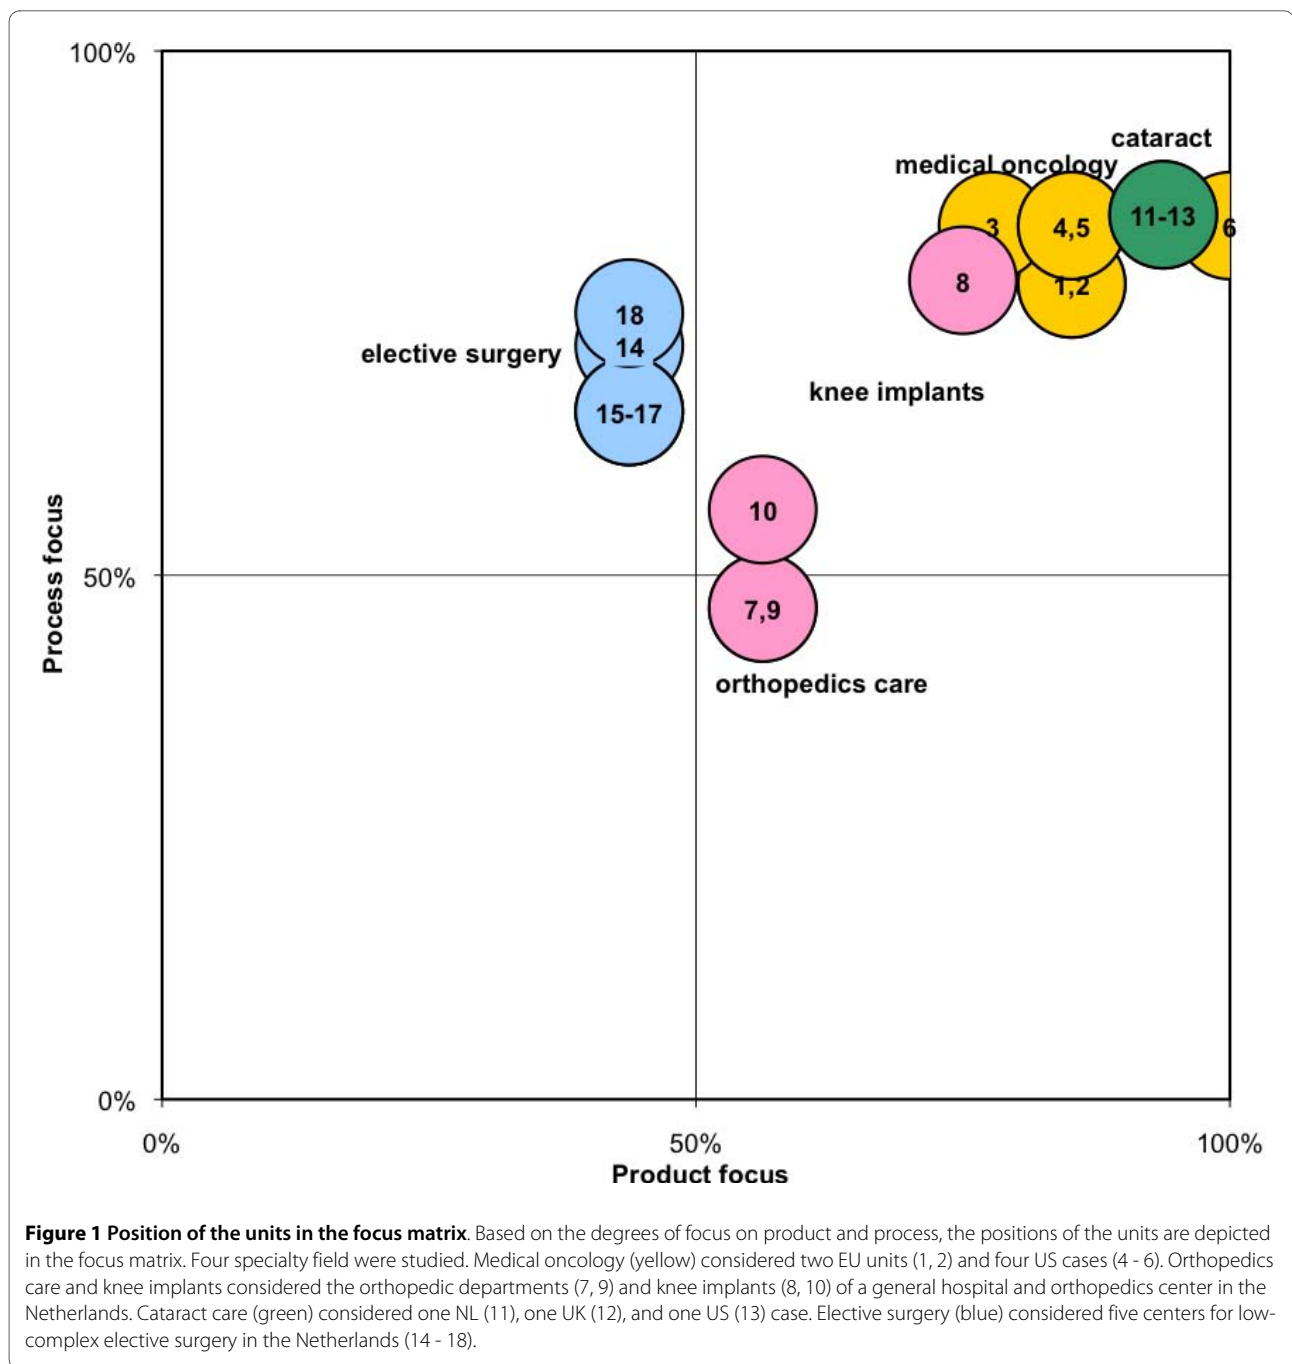 100%
cataract
medical oncology
11-13
3
4,5
6
8
1,2
18
14
elective surgery
knee implants
15-17
10
Process focus
50%
7,9
orthopedics care
0%
0%
50%
100%
Product focus
Figure 1 Position of the units in the focus matrix. Based on the degrees of focus on product and process, the positions of the units are depicted
in the focus matrix. Four specialty field were studied. Medical oncology (yellow) considered two EU units (1, 2) and four US cases (4 - 6). Orthopedics
care and knee implants considered the orthopedic departments (7, 9) and knee implants (8, 10) of a general hospital and orthopedics center in the
Netherlands. Cataract care (green) considered one NL (11), one UK (12), and one US (13) case. Elective surgery (blue) considered five centers for low-
complex elective surgery in the Netherlands (14 - 18).